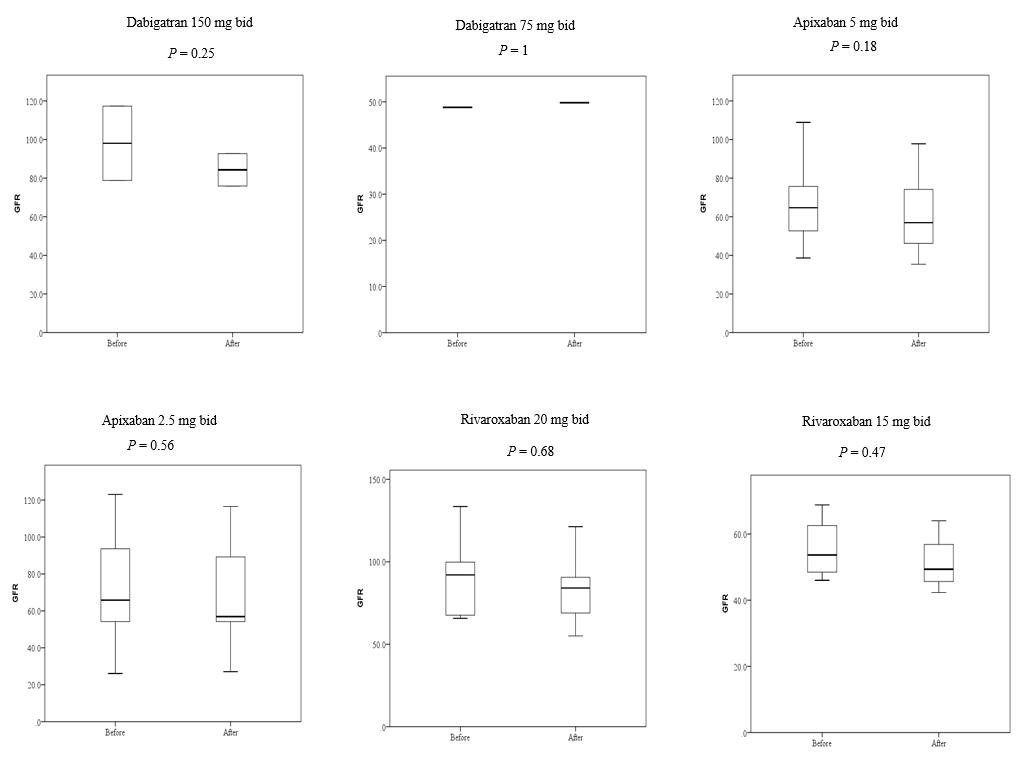 Dabigatran 150 mg bid
P = 0.25
120.0
100.0
80.0
60.0
40.0
20.0
.0
GFR
Before
After
Dabigatran 75 mg bid
P = 1
50.0
40.0
30.0
20.0
10.0
.0
GFR
Before
After
Apixaban 5 mg bid
P = 0.18
120.0
100.0
80.0
60.0
40.0
20.0
.0
GFR
Before
After
Apixaban 2.5 mg bid
P = 0.56
120.0
100.0
80.0
60.0
40.0
20.0
.0
GFR
Before
After
Rivaroxaban 20 mg bid
P = 0.68
150.0
100.0
50.0
.0
GFR
Before
After
Rivaroxaban 15 mg bid
P = 0.47
60.0
40.0
20.0
.0
GFR
Before
After